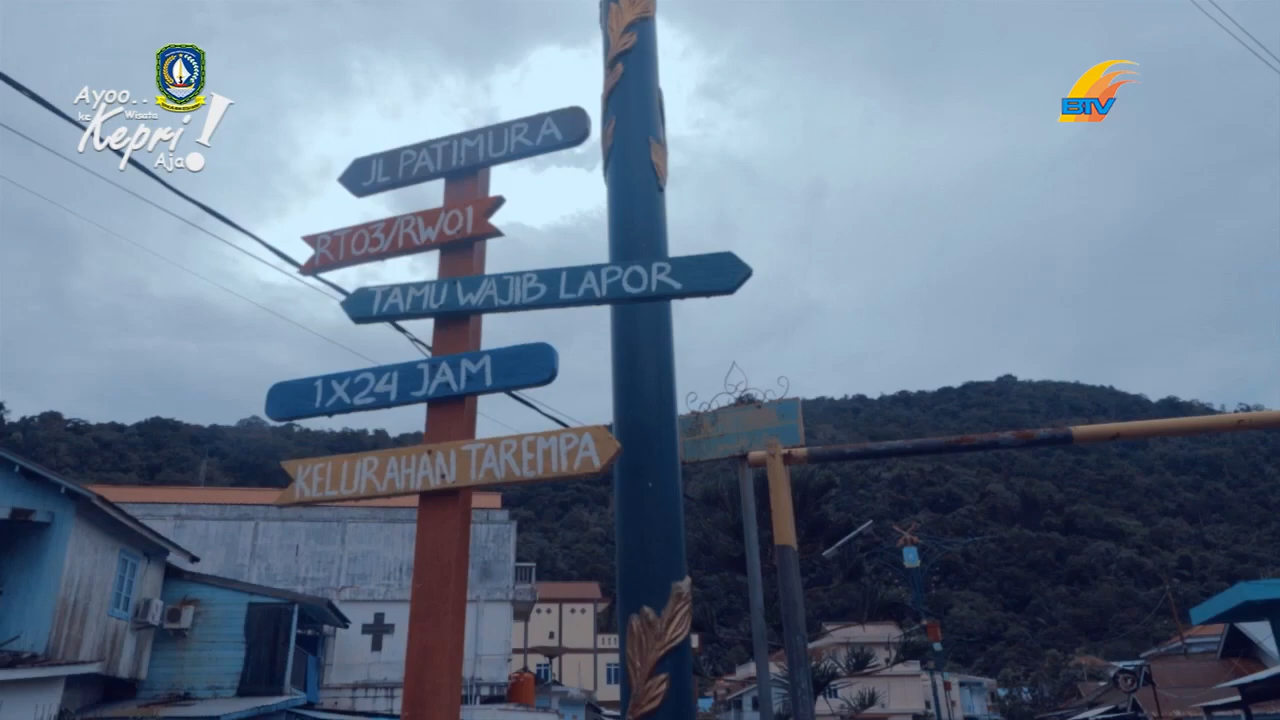 Ayoo..
ke Wisata
Kepri!
Aja
BTV
JL PATIMURA
RT03/RW01
TAMU WAJIB LAPOR
1X24 JAM
KELURAHAN TAREMPA